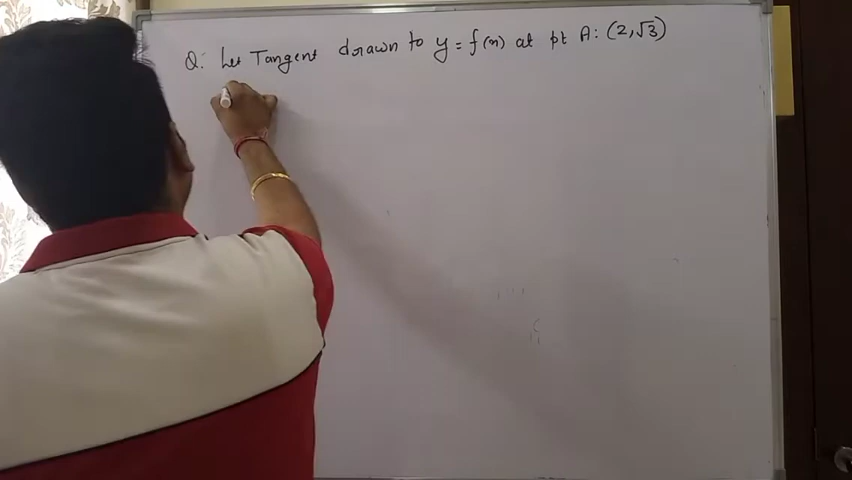 Q: Let Tangent drawn to y = f(x) at pt A: (2, √3)